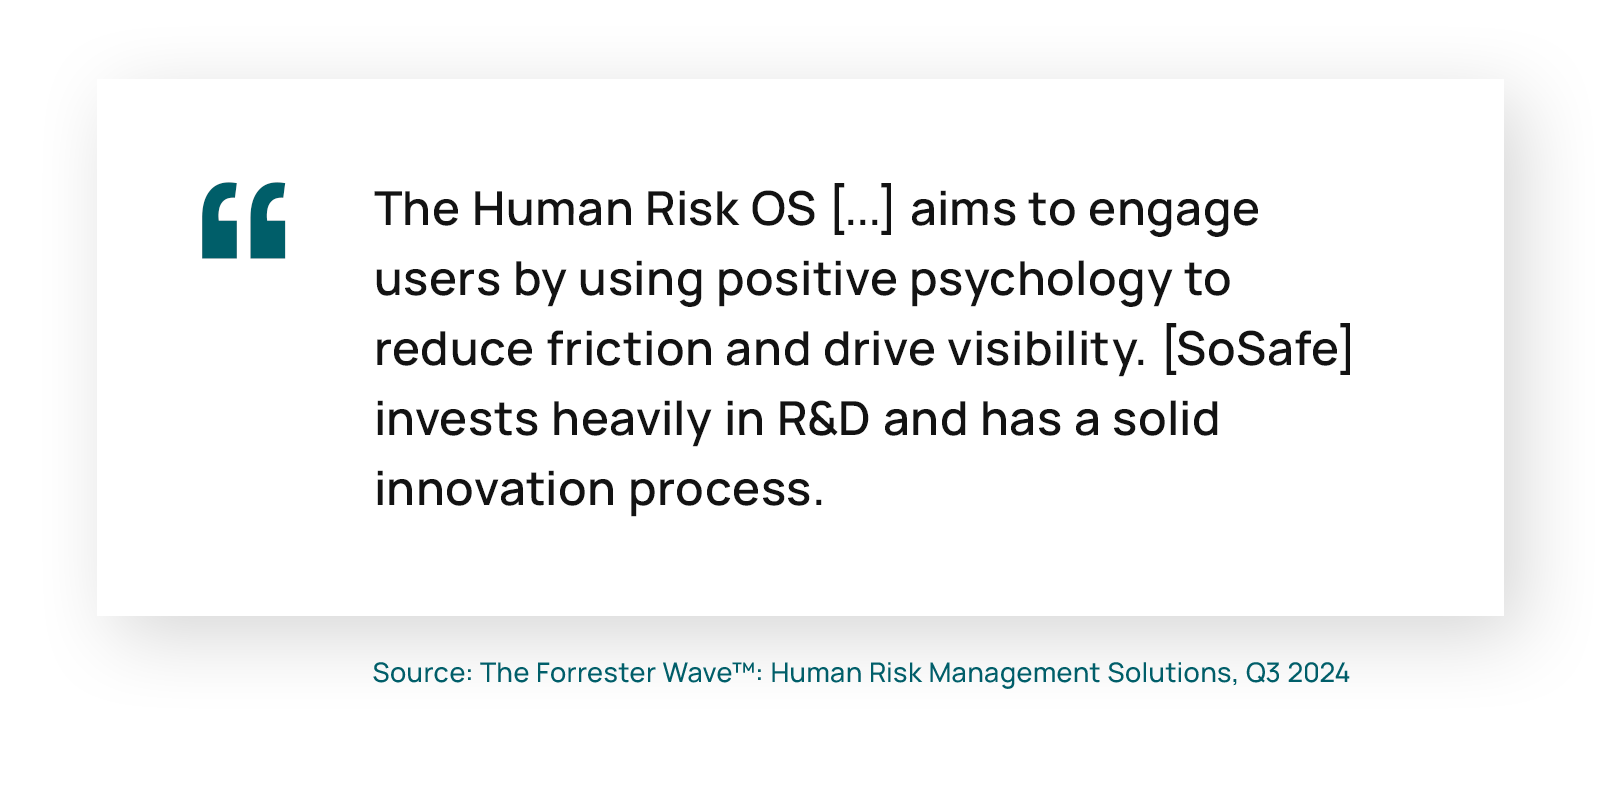 “
The Human Risk OS [...] aims to engage
users by using positive psychology to
reduce friction and drive visibility. [SoSafe]
invests heavily in R&D and has a solid
innovation process.
Source: The Forrester Wave™: Human Risk Management Solutions, Q3 2024